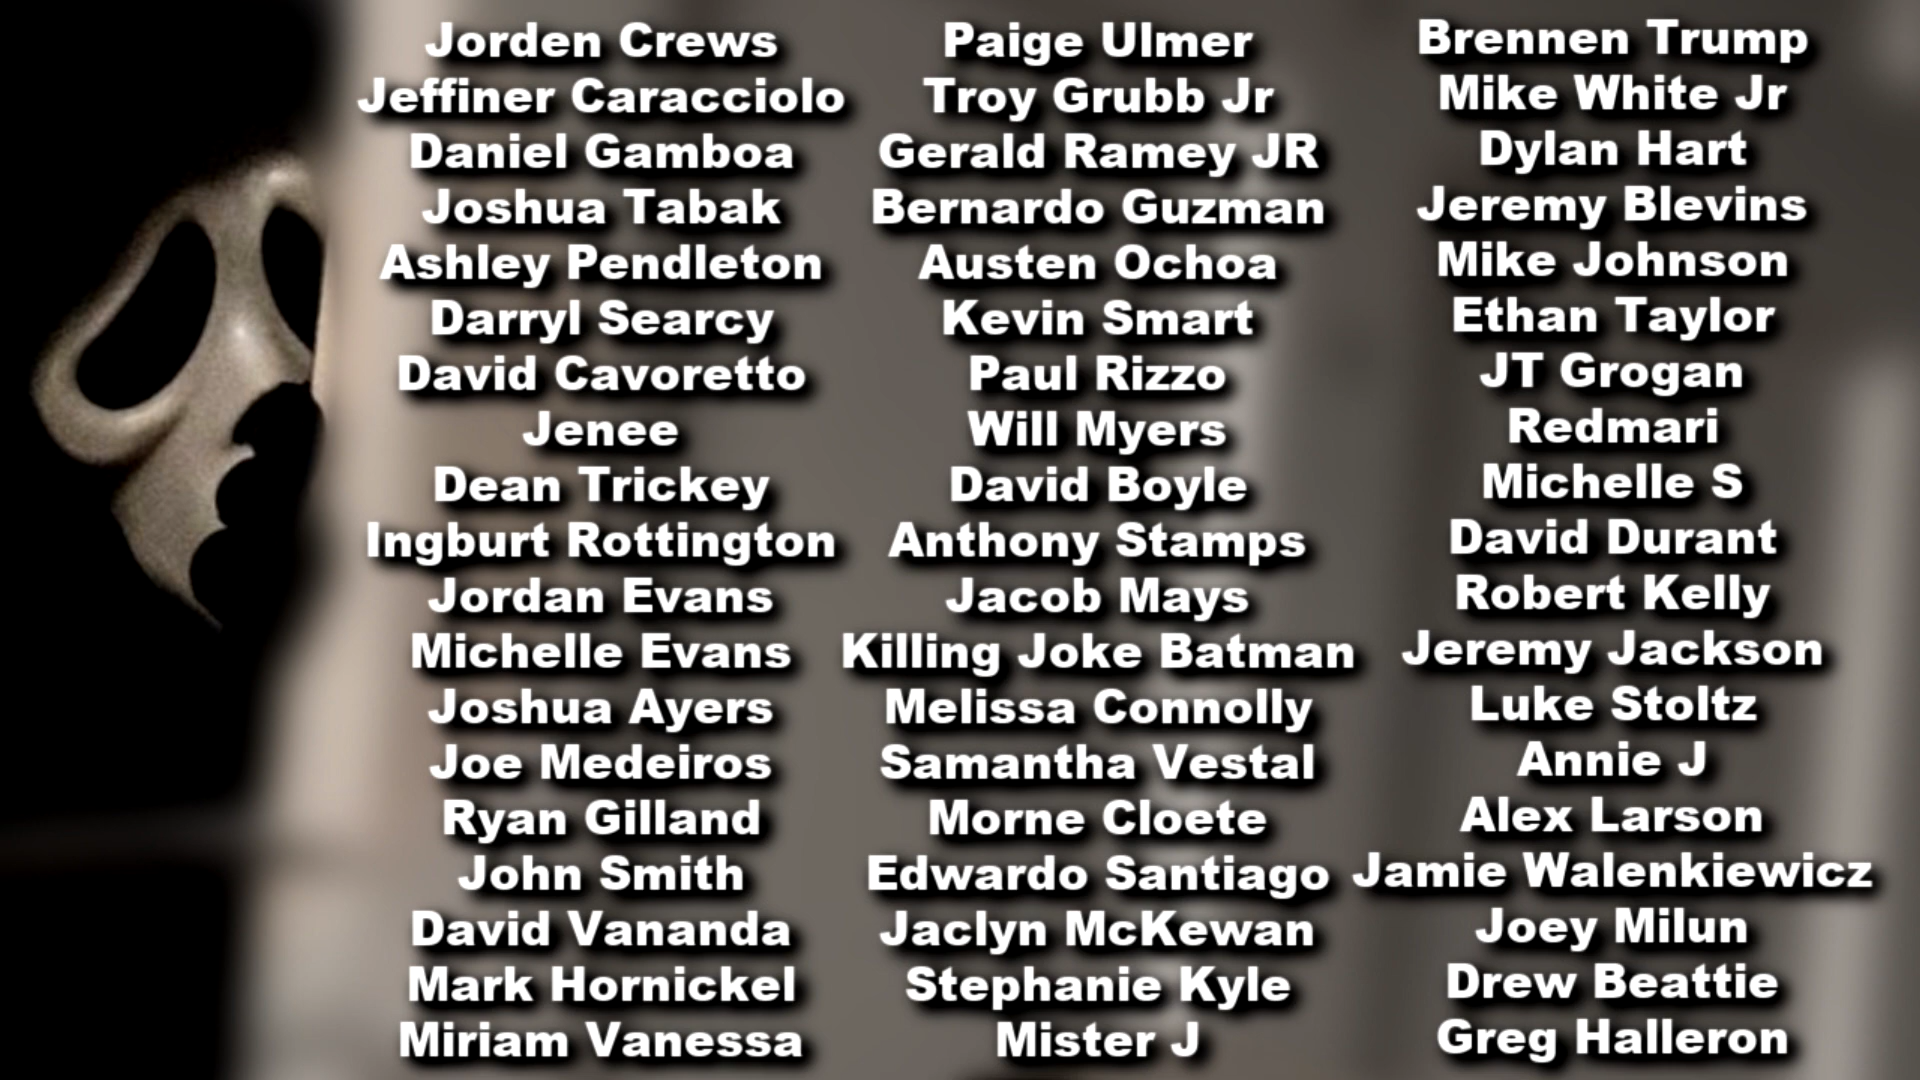 Jorden Crews
Jeffiner Caracciolo
Daniel Gamboa
Joshua Tabak
Ashley Pendleton
Darryl Searcy
David Cavoretto
Jenee
Dean Trickey
Ingburt Rottington
Jordan Evans
Michelle Evans
Joshua Ayers
Joe Medeiros
Ryan Gilland
John Smith
David Vananda
Mark Hornickel
Miriam Vanessa
Paige Ulmer
Troy Grubb Jr
Gerald Ramey JR
Bernardo Guzman
Austen Ochoa
Kevin Smart
Paul Rizzo
Will Myers
David Boyle
Anthony Stamps
Jacob Mays
Killing Joke Batman
Melissa Connolly
Samantha Vestal
Morne Cloete
Edwardo Santiago
Jaclyn McKewan
Stephanie Kyle
Mister J
Brennen Trump
Mike White Jr
Dylan Hart
Jeremy Blevins
Mike Johnson
Ethan Taylor
JT Grogan
Redmari
Michelle S
David Durant
Robert Kelly
Jeremy Jackson
Luke Stoltz
Annie J
Alex Larson
Jamie Walenkiewicz
Joey Milun
Drew Beattie
Greg Halleron